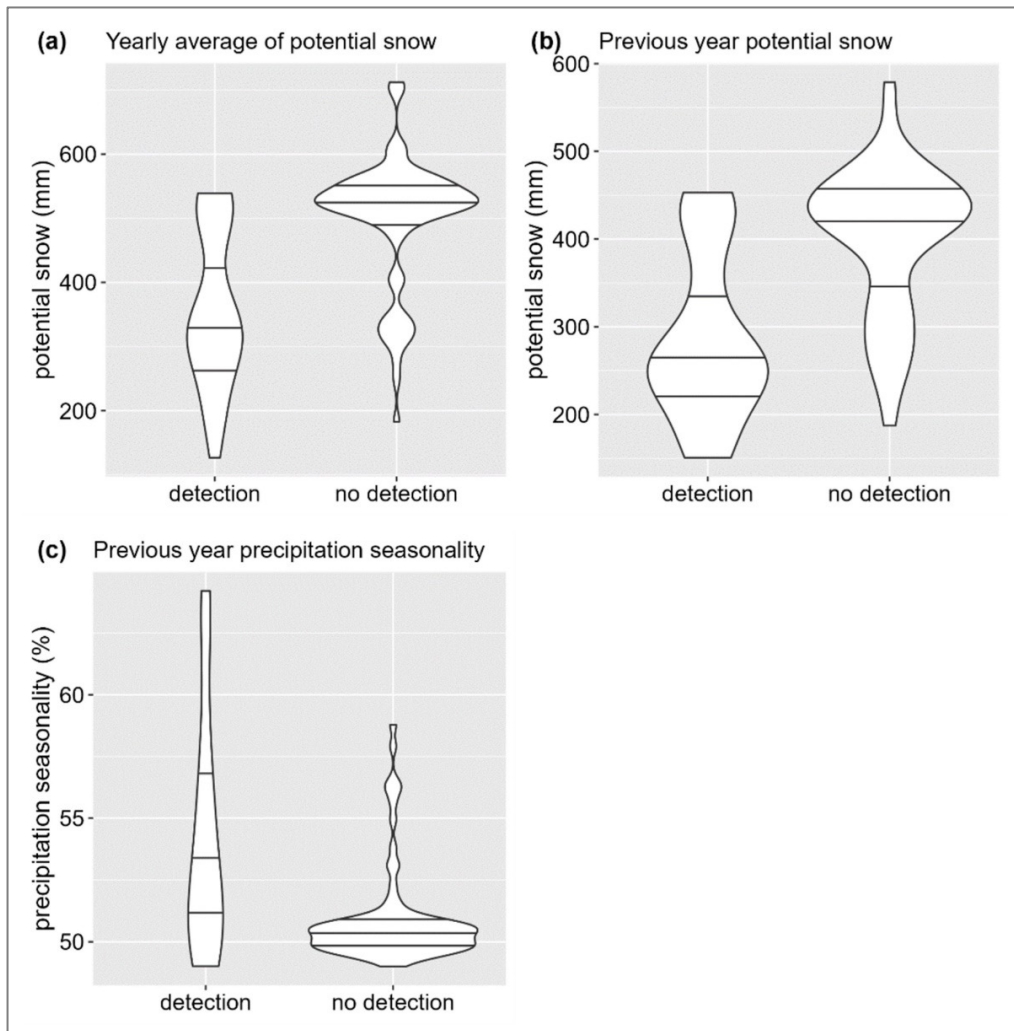 (a) Yearly average of potential snow
potential snow (mm)
600
400
200
detection no detection
(b) Previous year potential snow
potential snow (mm)
600
500
400
300
200
detection no detection
(c) Previous year precipitation seasonality
precipitation seasonality (%)
60
55
50
detection no detection